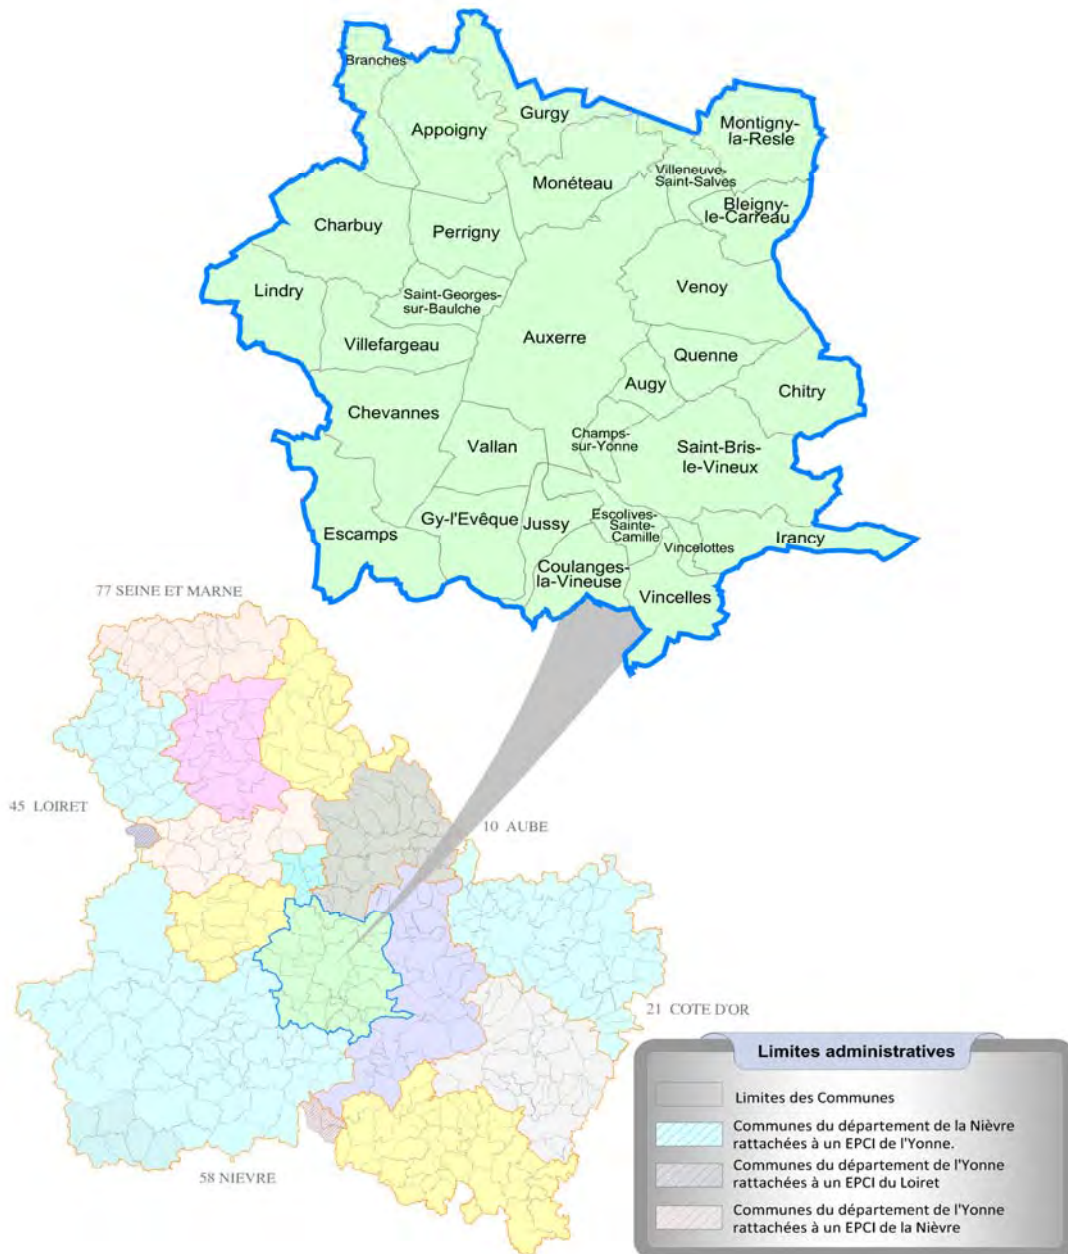 Branches
Appoigny
Gurgy
Montigny-
la-Resle
Monéteau
Villeneuve-
Saint-Salves
Bleigny-
le-Carreau
Charbuy
Perrigny
Lindry
Saint-Georges-
sur-Baulche
Venoy
Villefargeau
Auxerre
Quenne
Augy
Chitry
Chevannes
Vallan
Champs-
sur-Yonne
Saint-Bris-
le-Vineux
Escamps
Gy-l'Evêque
Jussy
Escolives-
Sainte-
Camille
Vincelottes
Irancy
Coulanges-
la-Vineuse
Vincelles
77 SEINE ET MARNE
45 LOIRET
10 AUBE
21 COTE D'OR
58 NIEVRE
Limites administratives
Limites des Communes
Communes du département de la Nièvre
rattachées à un EPCI de l'Yonne.
Communes du département de l'Yonne
rattachées à un EPCI du Loiret
Communes du département de l'Yonne
rattachées à un EPCI de la Nièvre